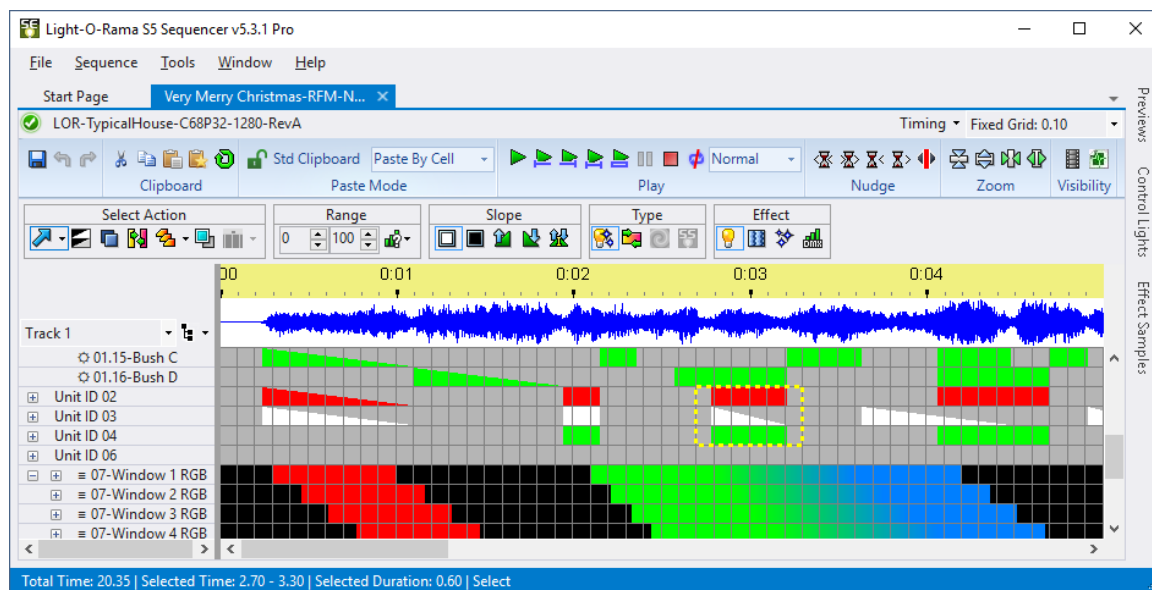 Light-O-Rama S5 Sequencer v5.3.1 Pro
File Sequence Tools Window Help
Start Page Very Merry Christmas-RFM-N...
LOR-TypicalHouse-C68P32-1280-RevA Timing Fixed Grid: 0.10
Std Clipboard Paste By Cell Normal
Clipboard Paste Mode Play Nudge Zoom Visibility
Select Action Range Slope Type Effect
0 100
Previews
Control Lights
Effect Samples
00 0:01 0:02 0:03 0:04
Track 1
01.15-Bush C
01.16-Bush D
Unit ID 02
Unit ID 03
Unit ID 04
Unit ID 06
07-Window 1 RGB
07-Window 2 RGB
07-Window 3 RGB
07-Window 4 RGB
Total Time: 20.35 | Selected Time: 2.70 - 3.30 | Selected Duration: 0.60 | Select